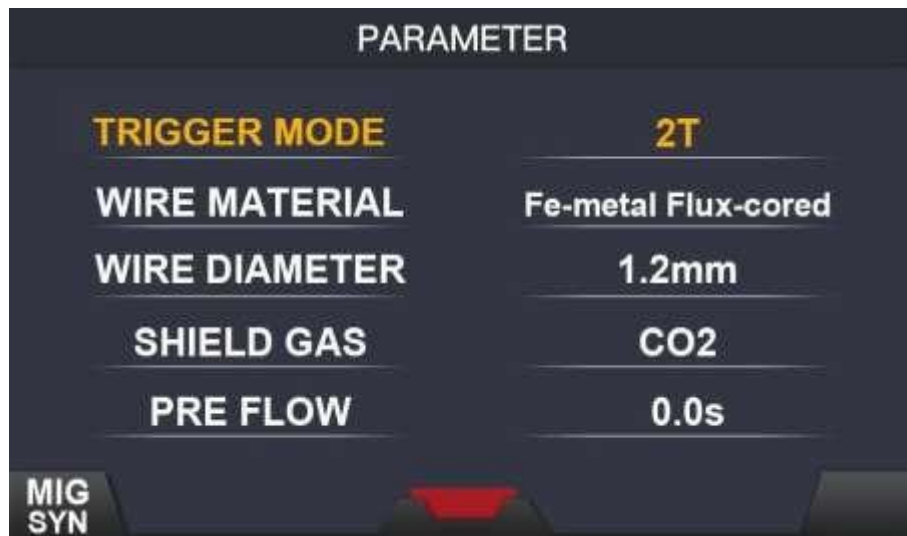 PARAMETER
TRIGGER MODE 2T
WIRE MATERIAL Fe-metal Flux-cored
WIRE DIAMETER 1.2mm
SHIELD GAS CO2
PRE FLOW 0.0s
MIG
SYN